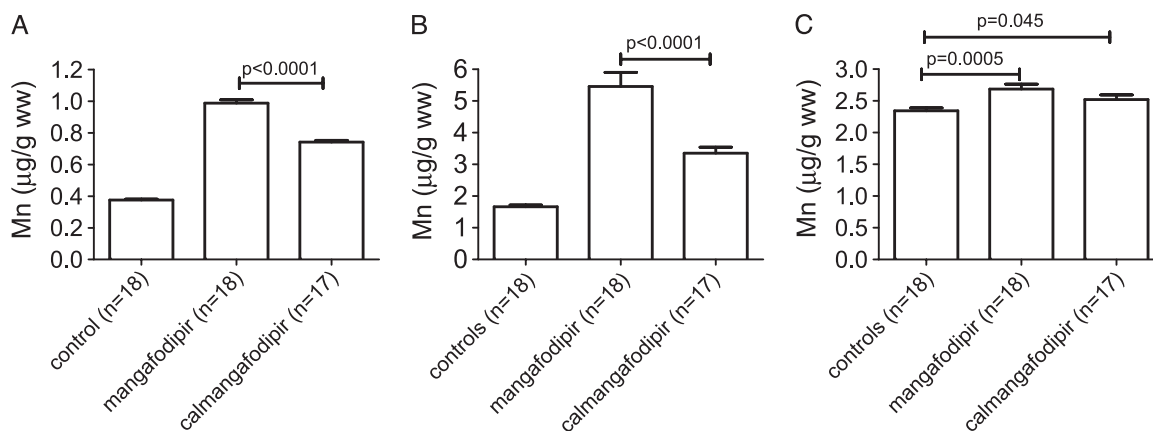 A
p<0.0001
1.2
1.0
0.8
0.6
0.4
0.2
0.0
Mn (μg/g ww)
control (n=18)
mangafodipir (n=18)
calmangafodipir (n=17)
B
p<0.0001
6
5
4
3
2
1
0
Mn (μg/g ww)
controls (n=18)
mangafodipir (n=18)
calmangafodipir (n=17)
C
p=0.045
p=0.0005
3.0
2.5
2.0
1.5
1.0
0.5
0.0
Mn (μg/g ww)
controls (n=18)
mangafodipir (n=18)
calmangafodipir (n=17)